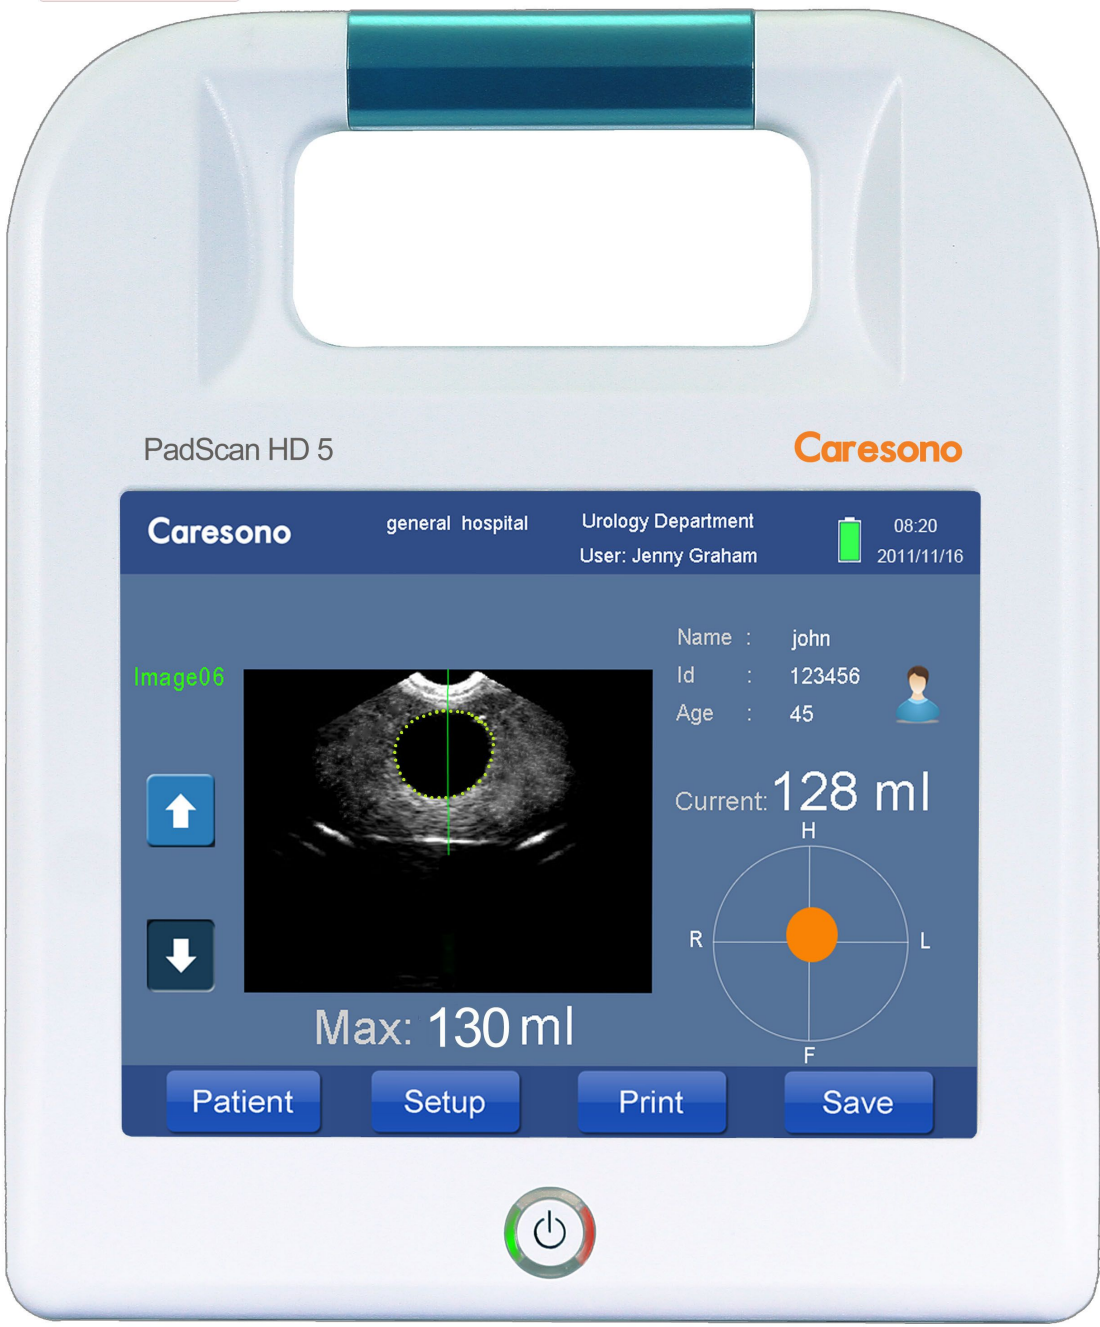 PadScan HD 5
Caresono
Caresono
general hospital
Urology Department
User: Jenny Graham
08:20
2011/11/16
Image06
Name : john
Id : 123456
Age : 45
Current: 128 ml
H
R
L
F
Max: 130 ml
Patient
Setup
Print
Save